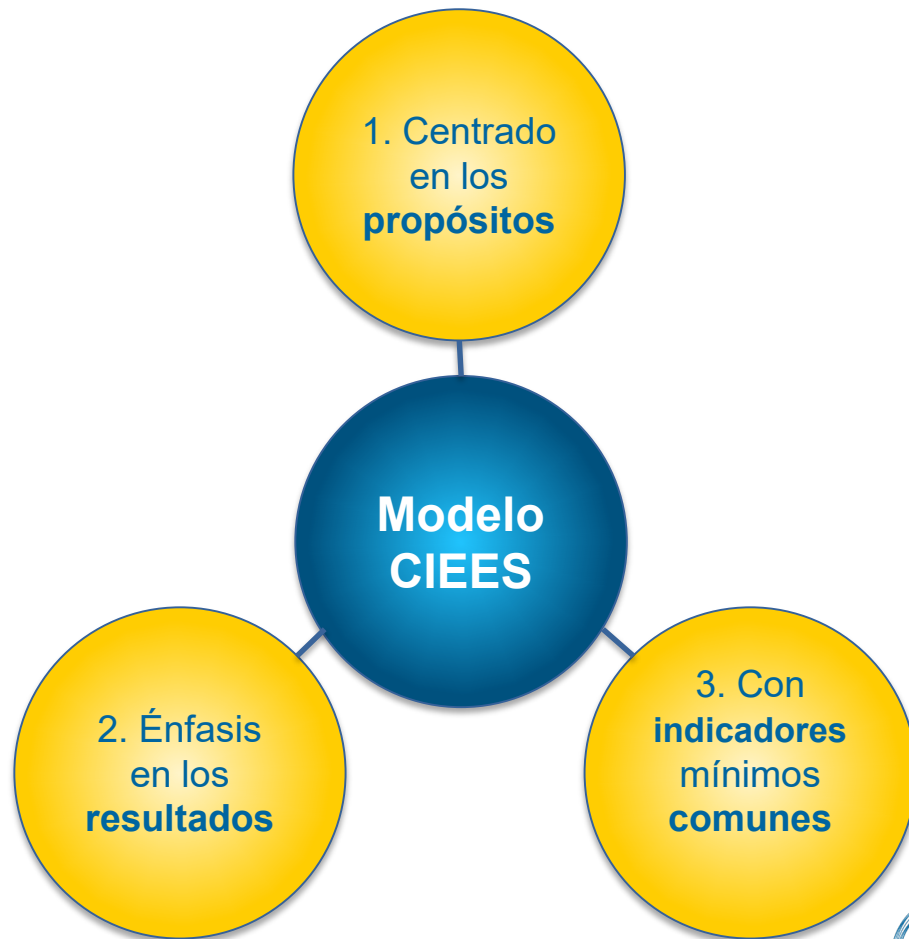 1. Centrado
en los
propósitos
Modelo
CIEES
2. Énfasis
en los
resultados
3. Con
indicadores
mínimos
comunes